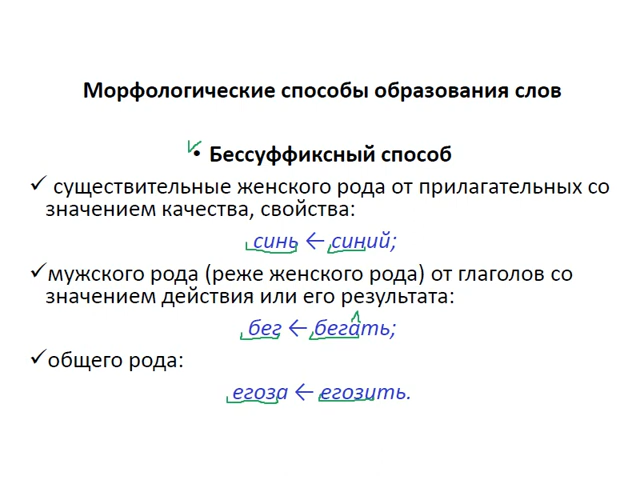 Морфологические способы образования слов
• Бессуффиксный способ
✓ существительные женского рода от прилагательных со
значением качества, свойства:
синь ← синий;
✓мужского рода (реже женского рода) от глаголов со
значением действия или его результата:
бег ← бегать;
✓общего рода:
егоза ← егозить.